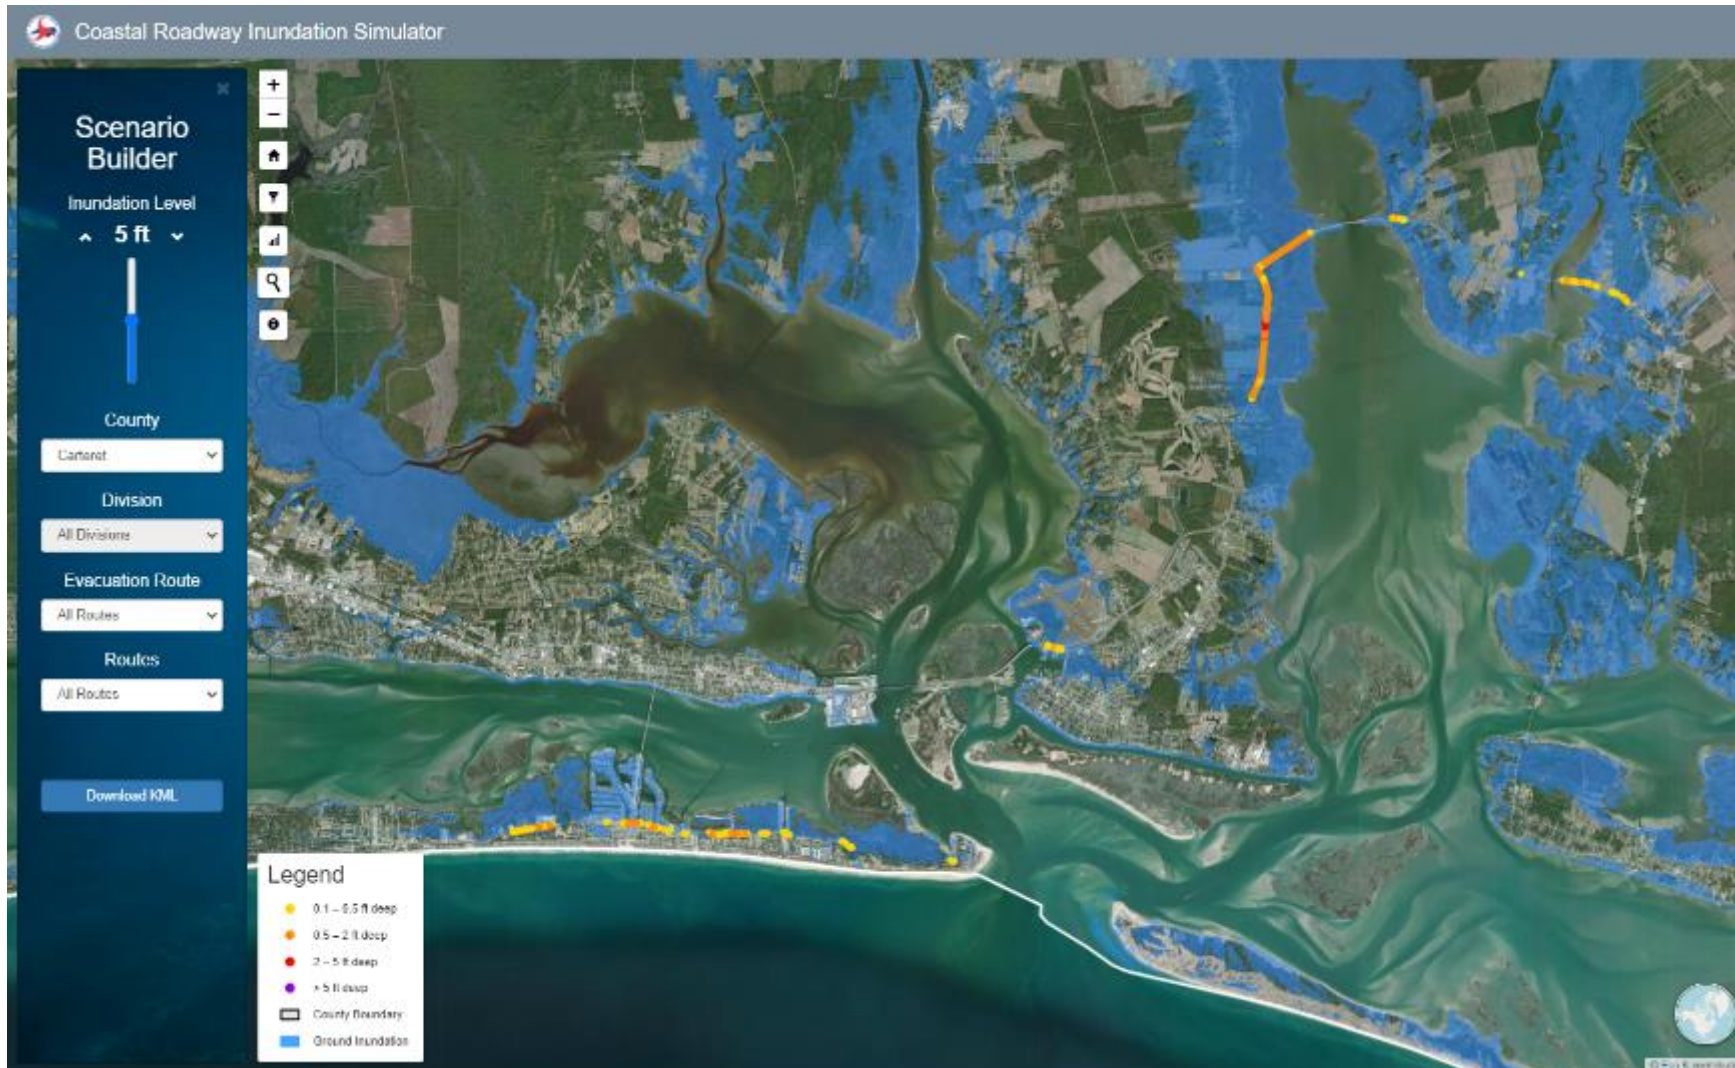 Coastal Roadway Inundation Simulator
Scenario
Builder
Inundation Level
5 ft
County
Carteret
Division
All Divisions
Evacuation Route
All Routes
Routes
All Routes
Download KML
Legend
0.1 – 0.5 ft deep
0.5 – 2 ft deep
2 – 5 ft deep
> 5 ft deep
County Boundary
Ground Inundation